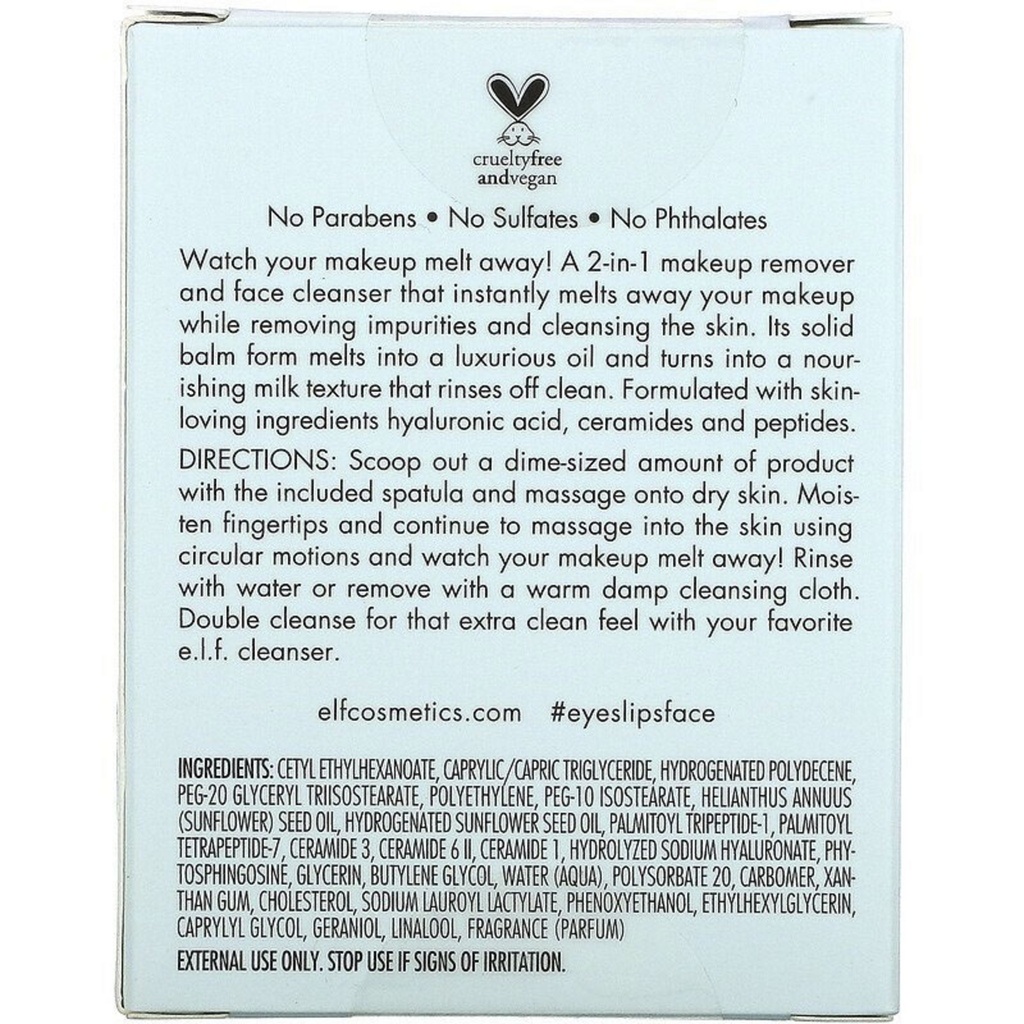 crueltyfree
andvegan
No Parabens • No Sulfates • No Phthalates
Watch your makeup melt away! A 2-in-1 makeup remover
and face cleanser that instantly melts away your makeup
while removing impurities and cleansing the skin. Its solid
balm form melts into a luxurious oil and turns into a nour-
ishing milk texture that rinses off clean. Formulated with skin-
loving ingredients hyaluronic acid, ceramides and peptides.
DIRECTIONS: Scoop out a dime-sized amount of product
with the included spatula and massage onto dry skin. Mois-
ten fingertips and continue to massage into the skin using
circular motions and watch your makeup melt away! Rinse
with water or remove with a warm damp cleansing cloth.
Double cleanse for that extra clean feel with your favorite
e.l.f. cleanser.
elfcosmetics.com #eyeslipsface
INGREDIENTS: CETYL ETHYLHEXANOATE, CAPRYLIC/CAPRIC TRIGLYCERIDE, HYDROGENATED POLYDECENE,
PEG-20 GLYCERYL TRIISOSTEARATE, POLYETHYLENE, PEG-10 ISOSTEARATE, HELIANTHUS ANNUUS
(SUNFLOWER) SEED OIL, HYDROGENATED SUNFLOWER SEED OIL, PALMITOYL TRIPEPTIDE-1, PALMITOYL
TETRAPEPTIDE-7, CERAMIDE 3, CERAMIDE 6 II, CERAMIDE 1, HYDROLYZED SODIUM HYALURONATE, PHY-
TOSPHINGOSINE, GLYCERIN, BUTYLENE GLYCOL, WATER (AQUA), POLYSORBATE 20, CARBOMER, XAN-
THAN GUM, CHOLESTEROL, SODIUM LAUROYL LACTYLATE, PHENOXYETHANOL, ETHYLHEXYLGLYCERIN,
CAPRYLYL GLYCOL, GERANIOL, LINALOOL, FRAGRANCE (PARFUM)
EXTERNAL USE ONLY. STOP USE IF SIGNS OF IRRITATION.